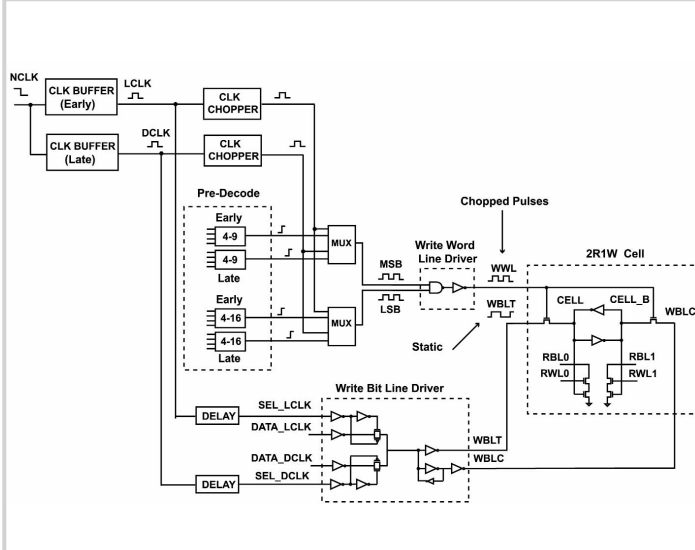 NCLK
CLK BUFFER
(Early)
LCLK
CLK
CHOPPER
DCLK
CLK BUFFER
(Late)
CLK
CHOPPER
Pre-Decode
Early
4-9
4-9
Late
Early
4-16
4-16
Late
MUX
MUX
MSB
LSB
Chopped Pulses
Write Word
Line Driver
WWL
WBLT
Static
2R1W Cell
CELL
CELL_B
WBLC
RBL0
RWL0
RBL1
RWL1
Write Bit Line Driver
DELAY
SEL_LCLK
DATA_LCLK
DATA_DCLK
SEL_DCLK
DELAY
WBLT
WBLC